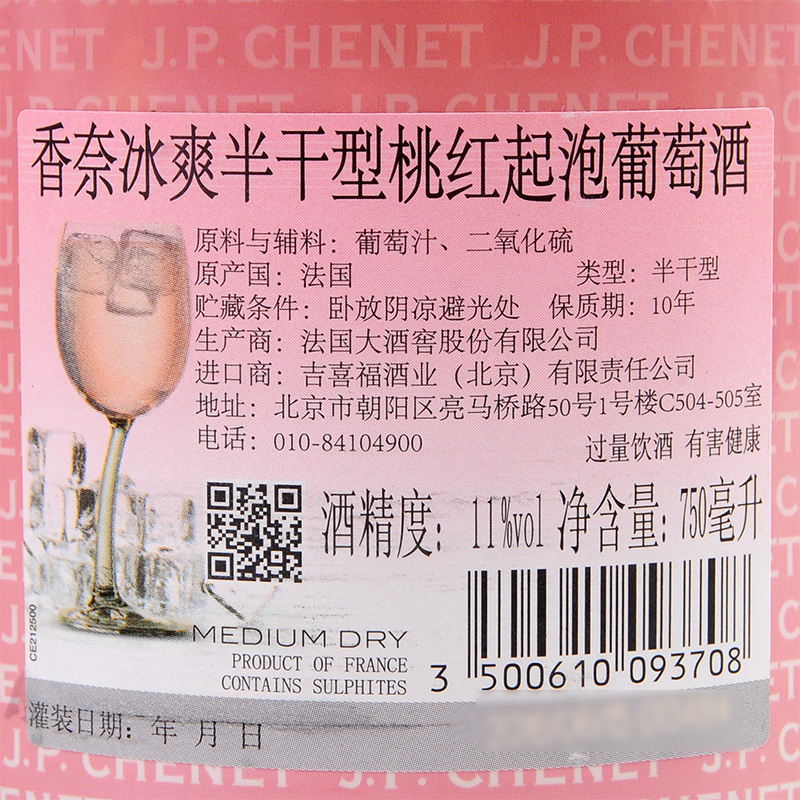 J.P. CHENET J.P. CHENET
香奈冰爽半干型桃红起泡葡萄酒
原料与辅料：葡萄汁、二氧化硫
原产国：法国 类型：半干型
贮藏条件：卧放阴凉避光处 保质期：10年
生产商：法国大酒窖股份有限公司
进口商：吉喜福酒业（北京）有限责任公司
地址：北京市朝阳区亮马桥路50号1号楼C504-505室
电话：010-84104900
过量饮酒 有害健康
酒精度：11%vol 净含量：750毫升
CE212500
MEDIUM DRY
PRODUCT OF FRANCE
CONTAINS SULPHITES
3 500610 093708
灌装日期：年 月 日
J.P. CHENET J.P. CHENET